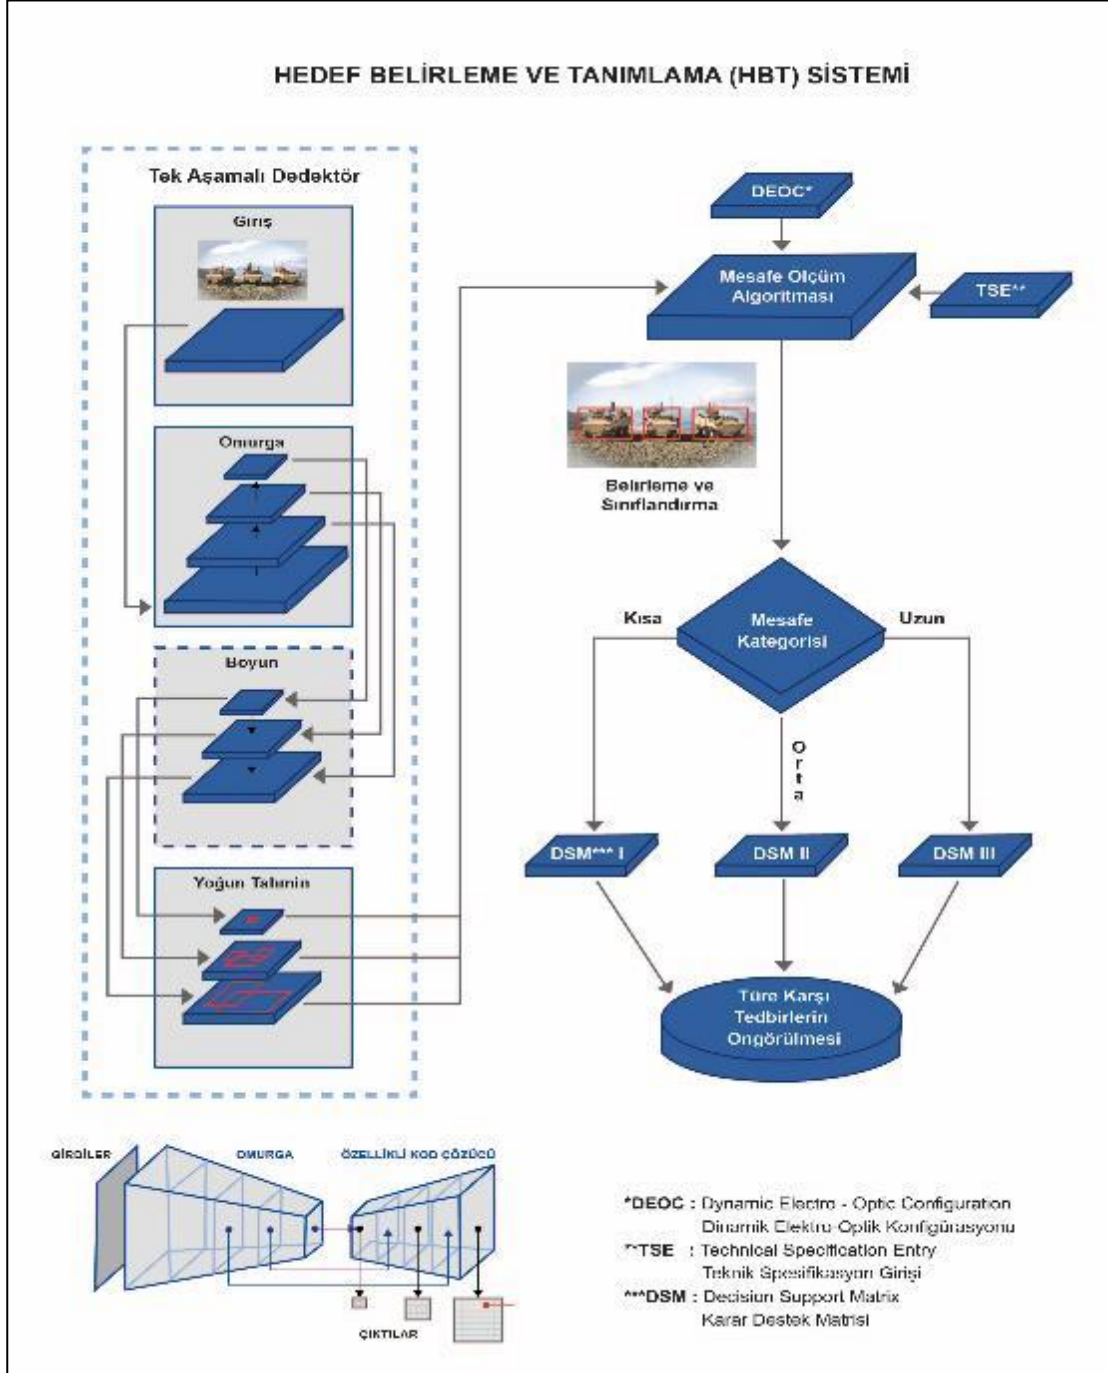 HEDEF BELİRLEME VE TANIMLAMA (HBT) SİSTEMİ
Tek Aşamalı Dedektör
Giriş
Omurga
Boyun
Yoğun Tahmin
DEOC*
Mesafe Ölçüm
Algoritması
TSE**
Belirleme ve
Sınıflandırma
Mesafe
Kategorisi
Kısa
Uzun
Orta
DSM*** I
DSM II
DSM III
Türe Karşı
Tedbirlerin
Öngörülmesi
GİRDİLER
OMURGA
ÖZELLİKLİ KOD ÇÖZÜCÜ
ÇIKTILAR
*DEOC : Dynamic Electro - Optic Configuration
Dinamik Elektro-Optik Konfigürasyonu
**TSE : Technical Specification Entry
Teknik Spesifikasyon Girişi
***DSM : Decision Support Matrix
Karar Destek Matrisi